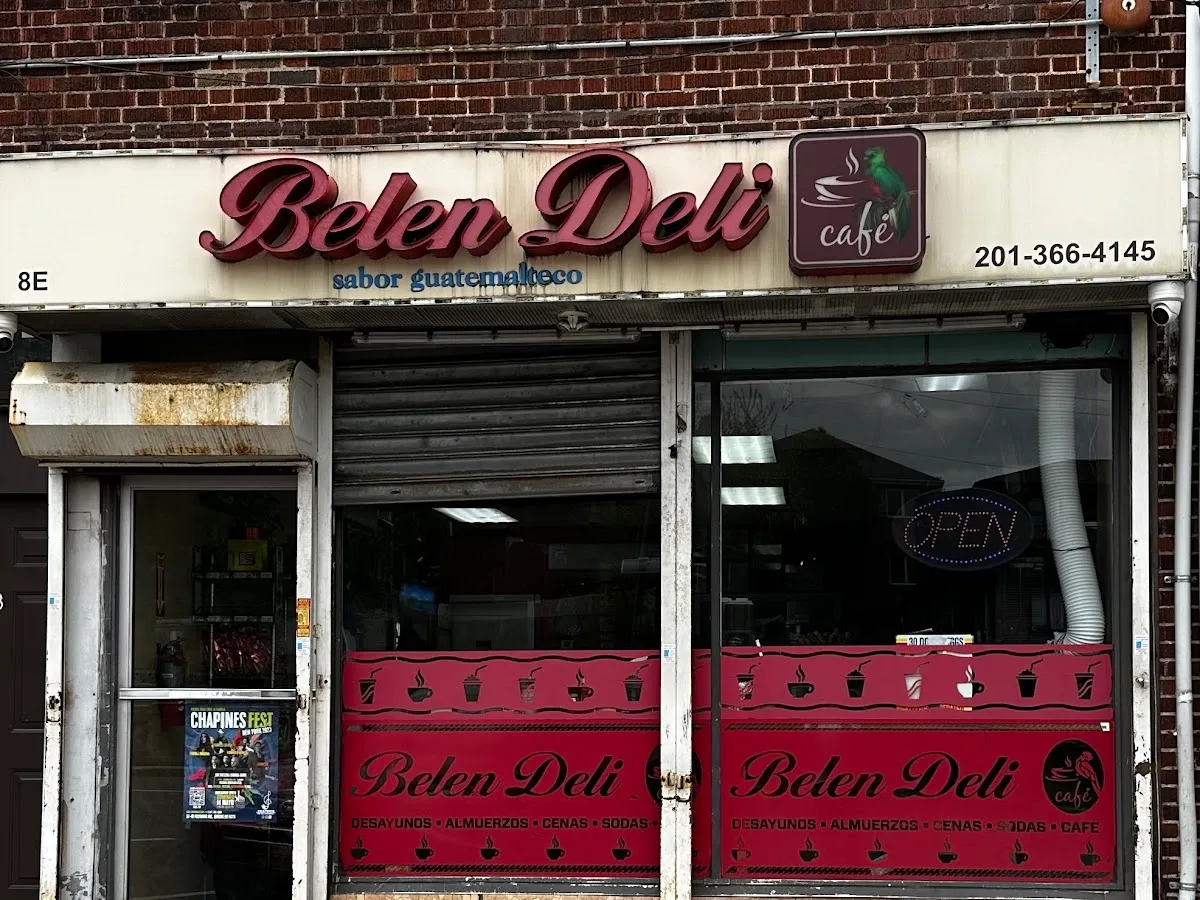 Belen Deli
café
8E
sabor guatemalteco
201-366-4145
OPEN
CHAPINES FEST
Belen Deli
DESAYUNOS • ALMUERZOS • CENAS • SODAS •
Belen Deli
café
DESAYUNOS • ALMUERZOS • CENAS • SODAS • CAFE